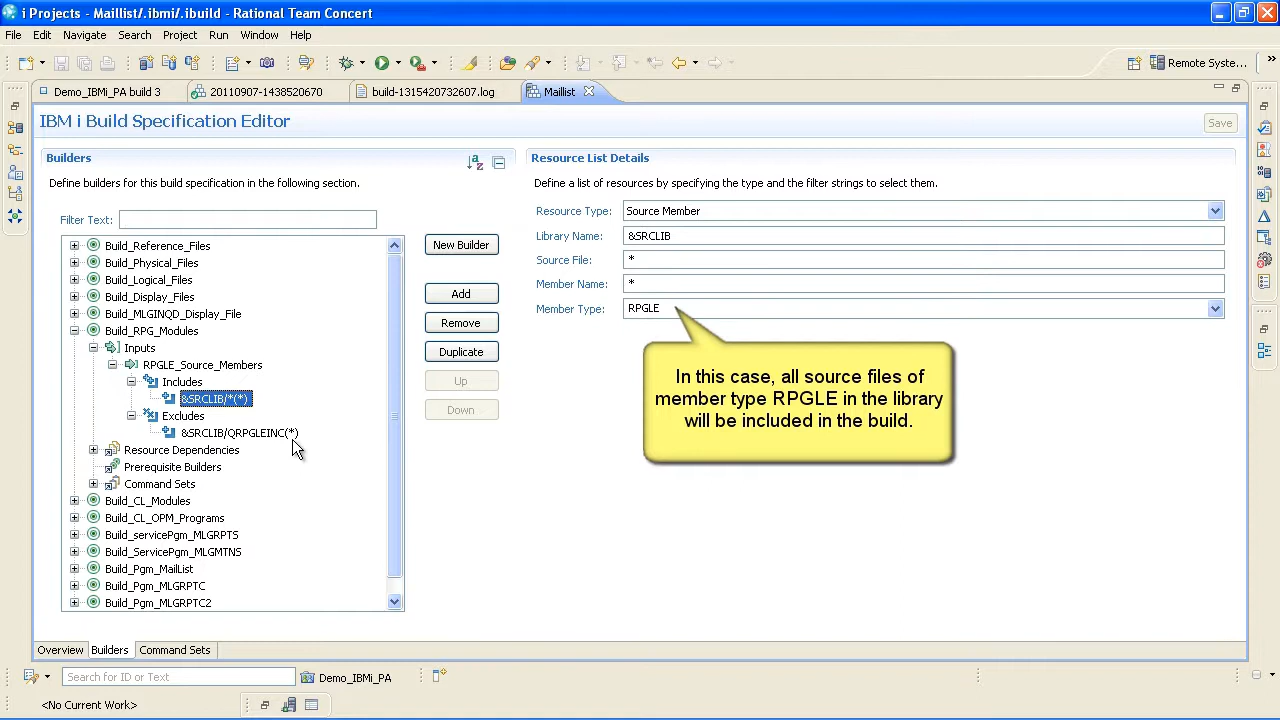 i Projects - Maillist/.ibmi/.ibuild - Rational Team Concert
File Edit Navigate Search Project Run Window Help
Remote Syste...
Demo_IBMi_PA build 3
20110907-1438520670
build-1315420732607.log
Maillist
IBM i Build Specification Editor
Save
Builders
Define builders for this build specification in the following section.
Filter Text:
Build_Reference_Files
Build_Physical_Files
Build_Logical_Files
Build_Display_Files
Build_MLGINQD_Display_File
Build_RPG_Modules
Inputs
RPGLE_Source_Members
Includes
&SRCLIB/*(*)
Excludes
&SRCLIB/QRPGLEINC(*)
Resource Dependencies
Prerequisite Builders
Command Sets
Build_CL_Modules
Build_CL_OPM_Programs
Build_servicePgm_MLGRPTS
Build_ServicePgm_MLGMTNS
Build_Pgm_MailList
Build_Pgm_MLGRPTC
Build_Pgm_MLGRPTC2
New Builder
Add
Remove
Duplicate
Up
Down
Resource List Details
Define a list of resources by specifying the type and the filter strings to select them.
Resource Type: Source Member
Library Name: &SRCLIB
Source File: *
Member Name: *
Member Type: RPGLE
In this case, all source files of
member type RPGLE in the library
will be included in the build.
Overview Builders Command Sets
Search for ID or Text
Demo_IBMi_PA
<No Current Work>